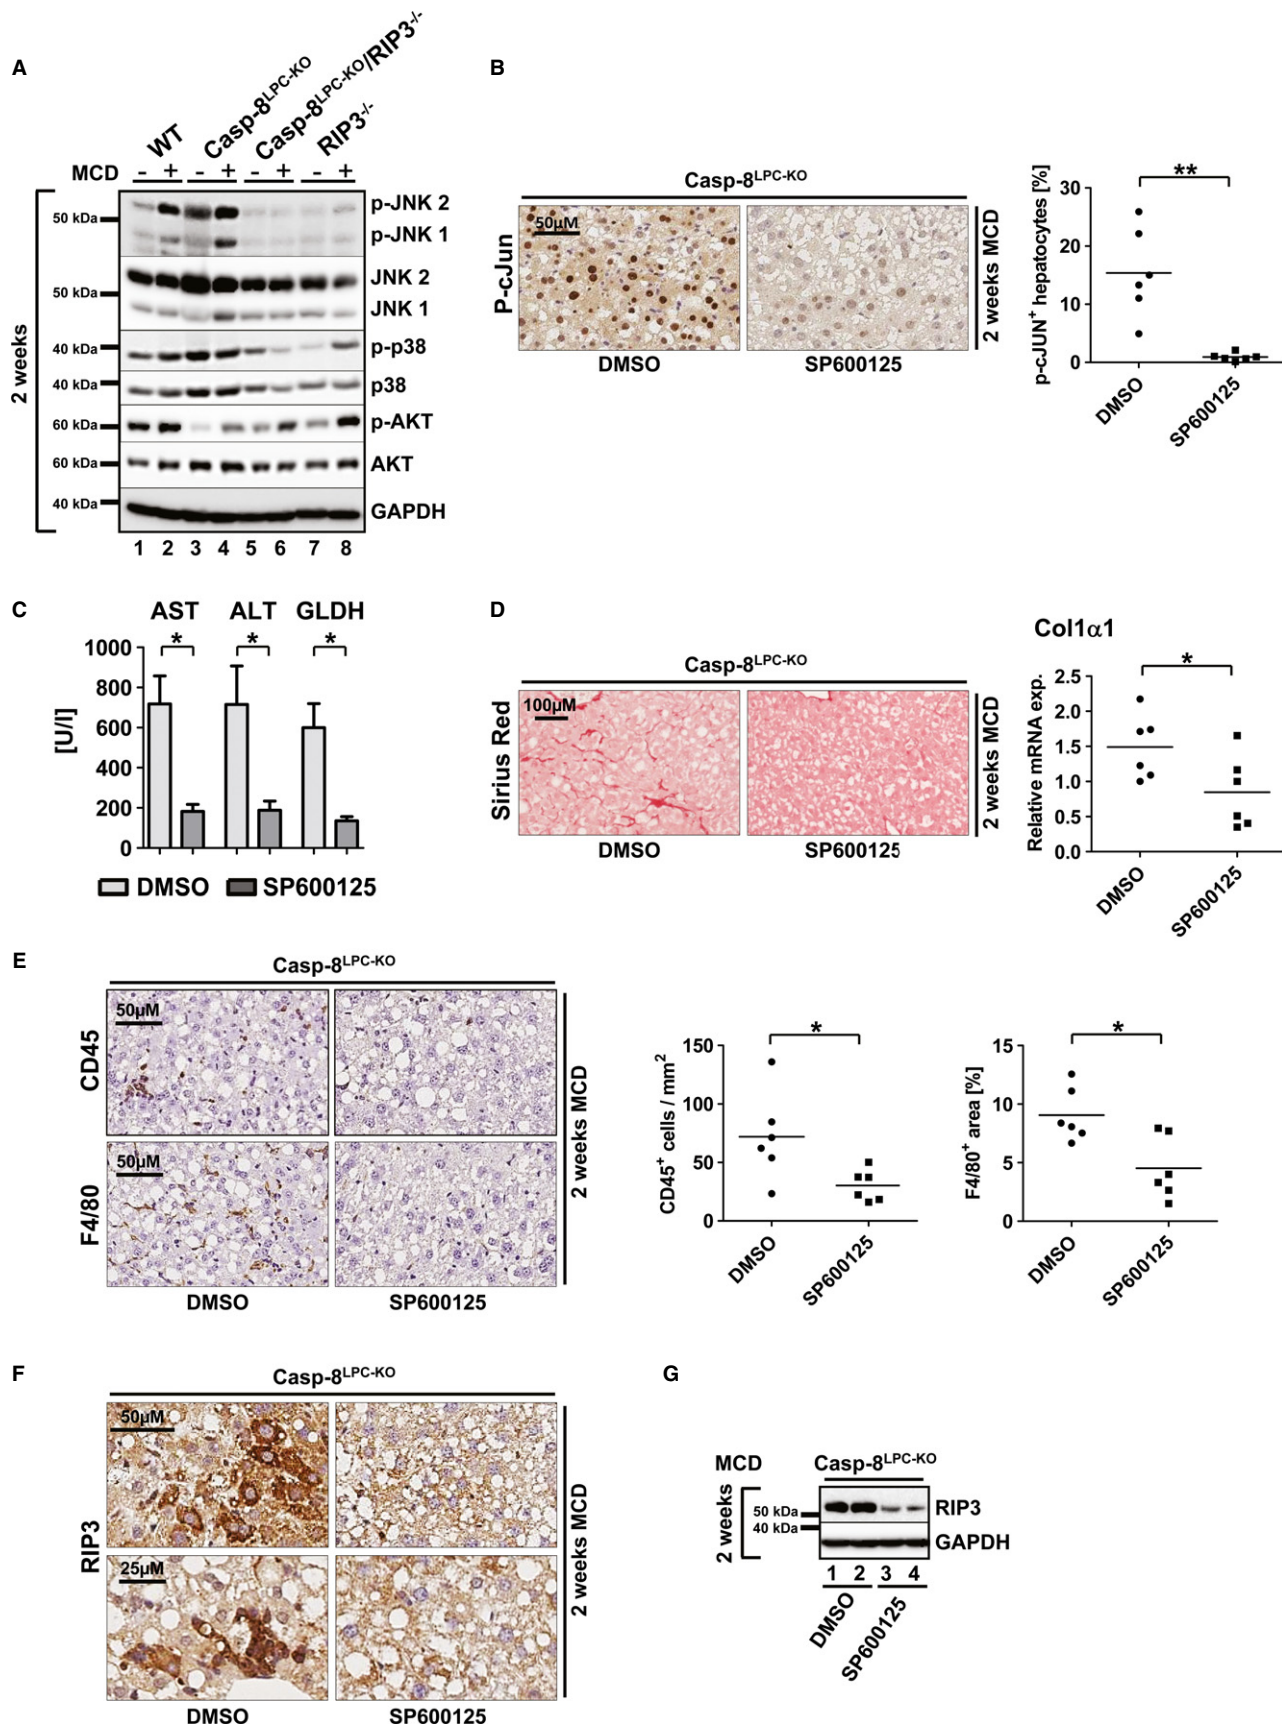 A
WT
Casp-8LPC-KO
Casp-8LPC-KO/RIP3-/-
RIP3-/-
MCD - + - + - + - +
2 weeks
50 kDa
p-JNK 2
p-JNK 1
50 kDa
JNK 2
JNK 1
40 kDa
p-p38
40 kDa
p38
60 kDa
p-AKT
60 kDa
AKT
40 kDa
GAPDH
1 2 3 4 5 6 7 8
B
Casp-8LPC-KO
P-cJun
50µM
2 weeks MCD
DMSO
SP600125
p-cJUN+ hepatocytes [%]
30
20
10
0
**
DMSO
SP600125
C
AST ALT GLDH
* * *
[U/l]
1000
800
600
400
200
0
DMSO SP600125
D
Casp-8LPC-KO
Sirius Red
100µM
2 weeks MCD
DMSO
SP600125
Col1α1
Relative mRNA exp.
2.5
2.0
1.5
1.0
0.5
0.0
*
DMSO
SP600125
E
Casp-8LPC-KO
CD45
50µM
F4/80
50µM
2 weeks MCD
DMSO
SP600125
CD45+ cells / mm2
150
100
50
0
*
DMSO
SP600125
F4/80+ area [%]
15
10
5
0
*
DMSO
SP600125
F
Casp-8LPC-KO
RIP3
50µM
25µM
2 weeks MCD
DMSO
SP600125
G
MCD Casp-8LPC-KO
2 weeks
50 kDa
RIP3
40 kDa
GAPDH
1 2 3 4
DMSO
SP600125